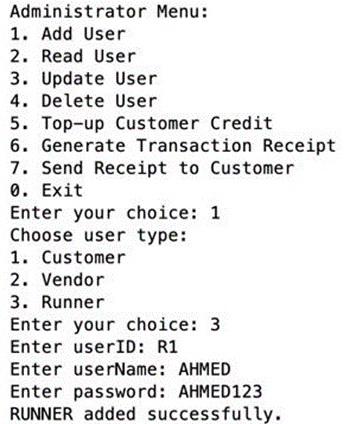 Administrator Menu:
1. Add User
2. Read User
3. Update User
4. Delete User
5. Top-up Customer Credit
6. Generate Transaction Receipt
7. Send Receipt to Customer
0. Exit
Enter your choice: 1
Choose user type:
1. Customer
2. Vendor
3. Runner
Enter your choice: 3
Enter userID: R1
Enter userName: AHMED
Enter password: AHMED123
RUNNER added successfully.